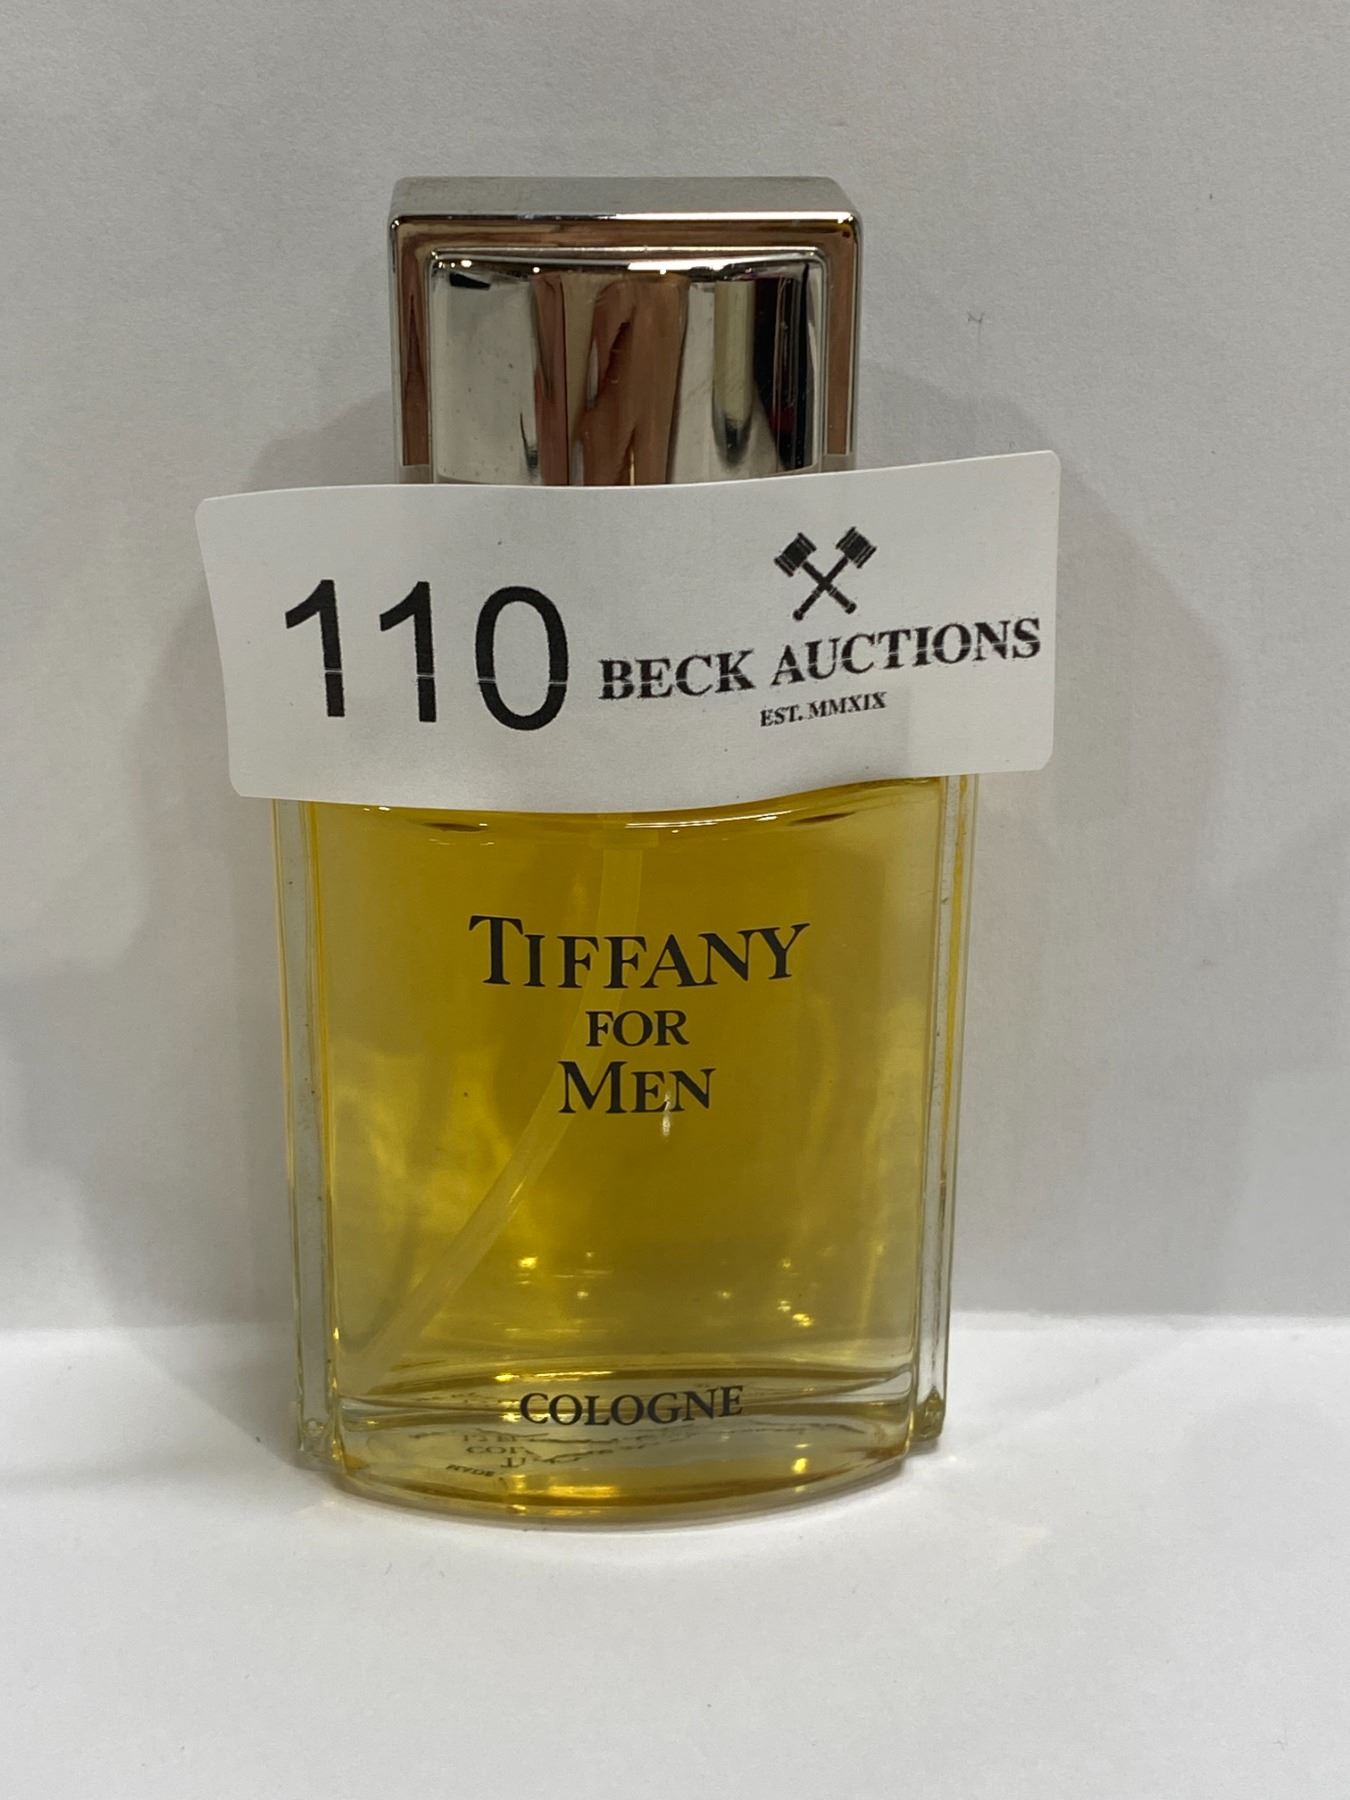 110
BECK AUCTIONS
EST. MMXIX
TIFFANY
FOR
MEN
COLOGNE